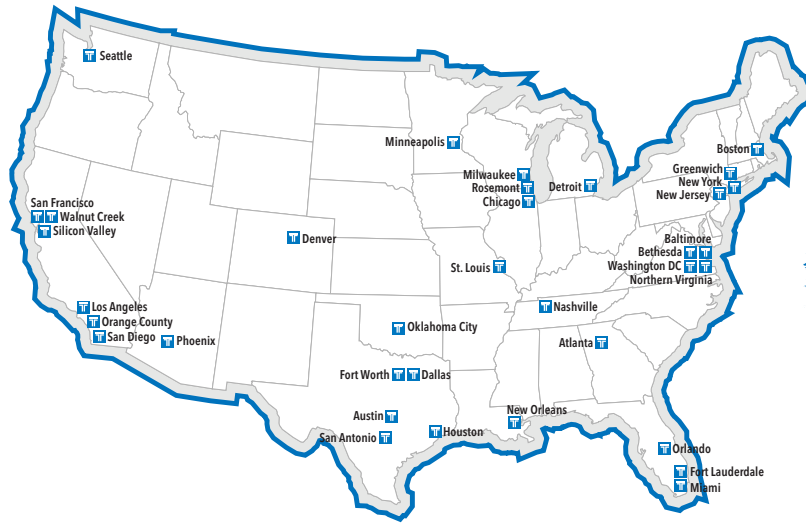 Seattle
Minneapolis
Boston
Milwaukee
Greenwich
Rosemont
Detroit
New York
Chicago
New Jersey
San Francisco
Walnut Creek
Silicon Valley
Denver
Baltimore
Bethesda
St. Louis
Washington DC
Northern Virginia
Los Angeles
Nashville
Orange County
Oklahoma City
San Diego
Phoenix
Atlanta
Fort Worth
Dallas
New Orleans
Austin
Houston
San Antonio
Orlando
Fort Lauderdale
Miami